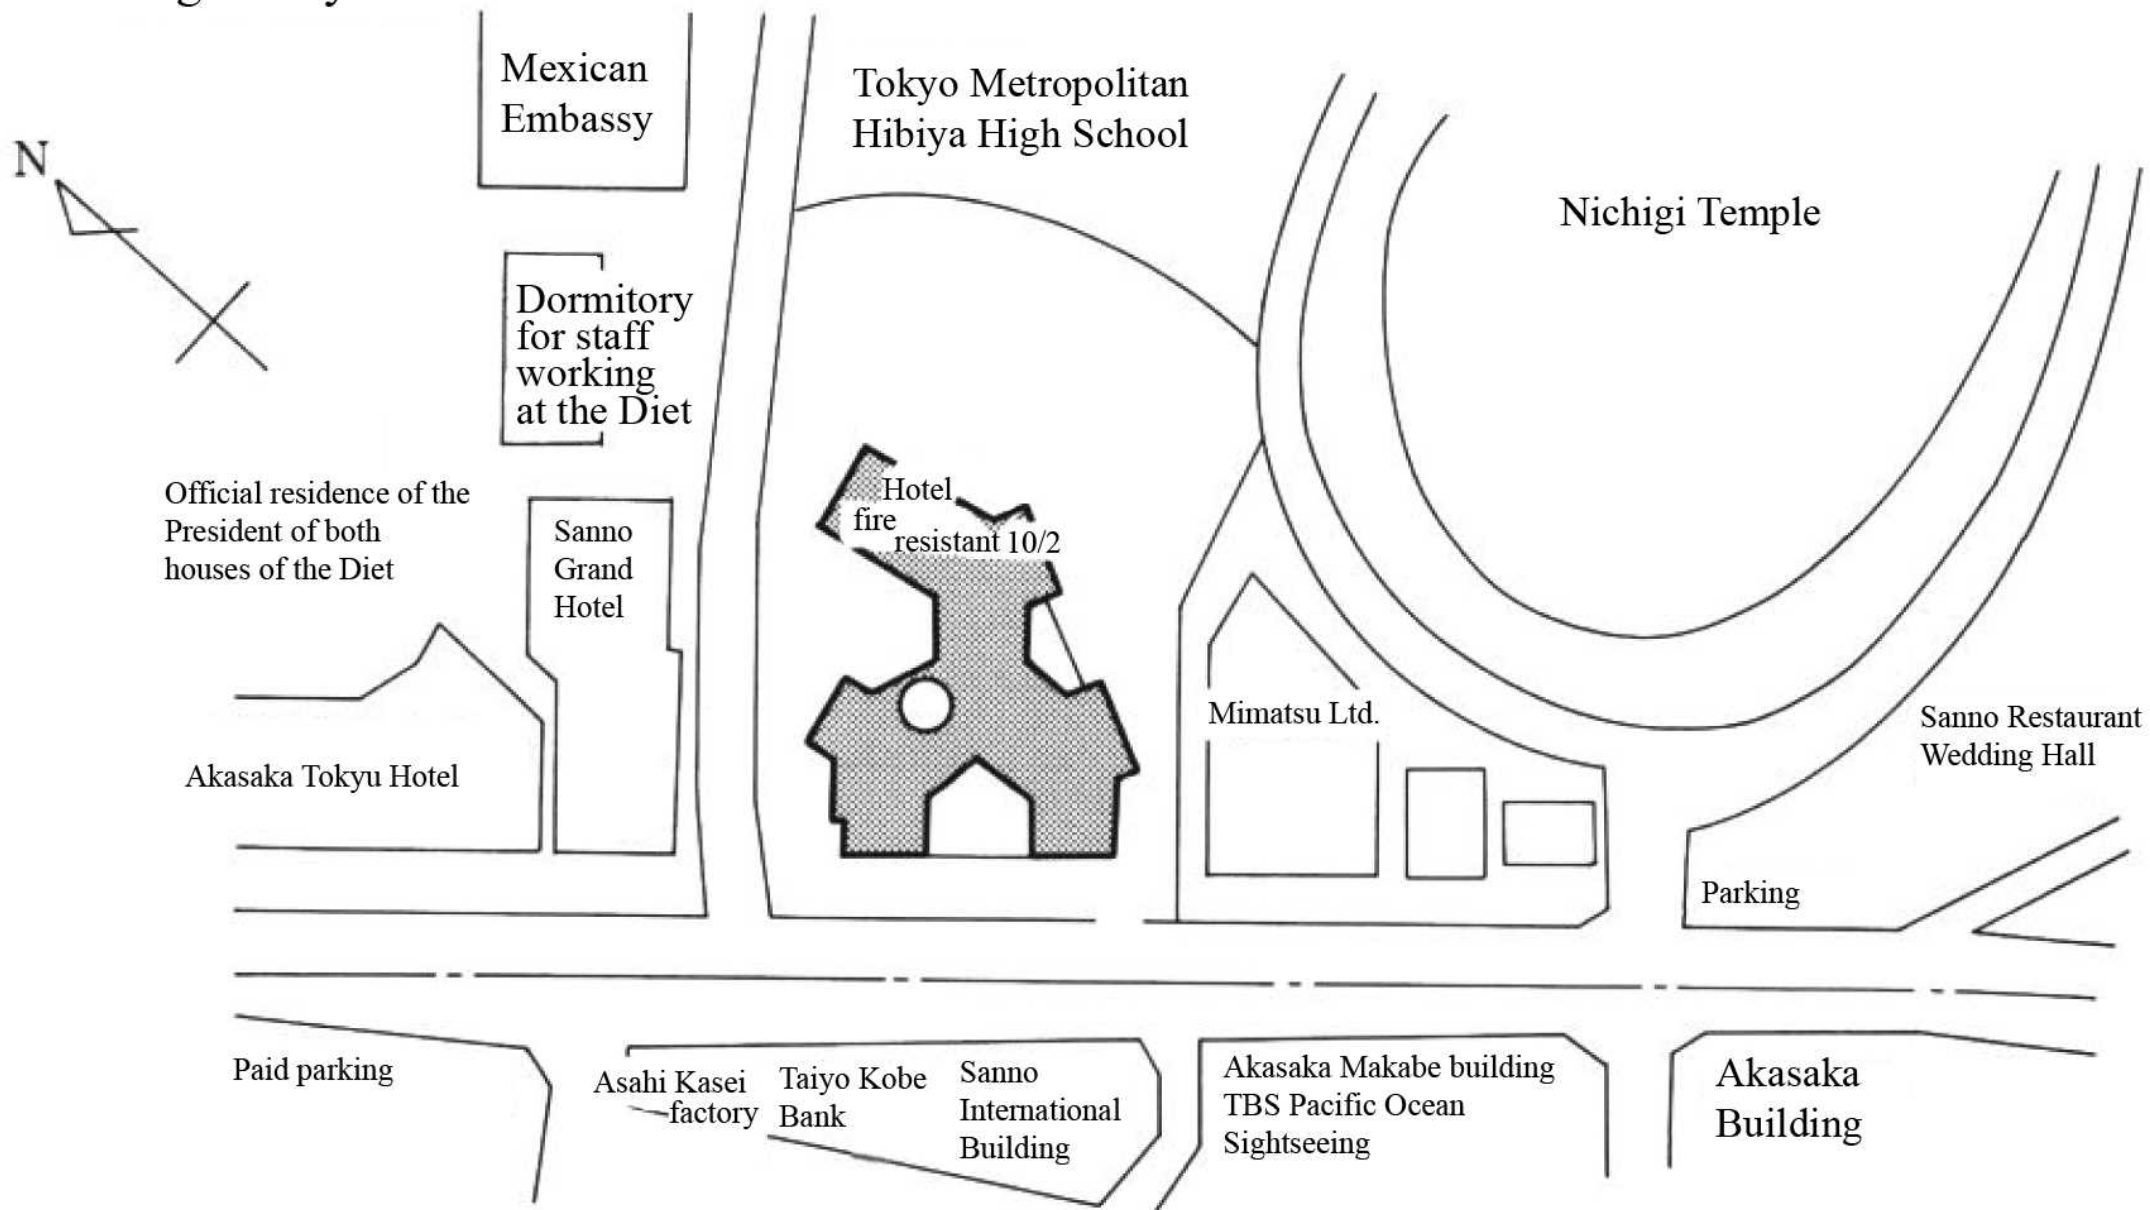 Mexican
Embassy
Tokyo Metropolitan
Hibiya High School
N
Nichigi Temple
Dormitory
for staff
working
at the Diet
Official residence of the
President of both
houses of the Diet
Sanno
Grand
Hotel
Hotel
fire
resistant 10/2
Mimatsu Ltd.
Sanno Restaurant
Wedding Hall
Akasaka Tokyu Hotel
Parking
Paid parking
Asahi Kasei
factory
Taiyo Kobe
Bank
Sanno
International
Building
Akasaka Makabe building
TBS Pacific Ocean
Sightseeing
Akasaka
Building